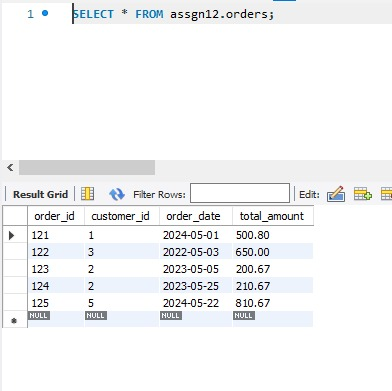 1 SELECT * FROM assgn12.orders;
Result Grid Filter Rows: Edit:
order_id customer_id order_date total_amount
121 1 2024-05-01 500.80
122 3 2022-05-03 650.00
123 2 2023-05-05 200.67
124 2 2023-05-25 210.67
125 5 2024-05-22 810.67
NULL NULL NULL NULL